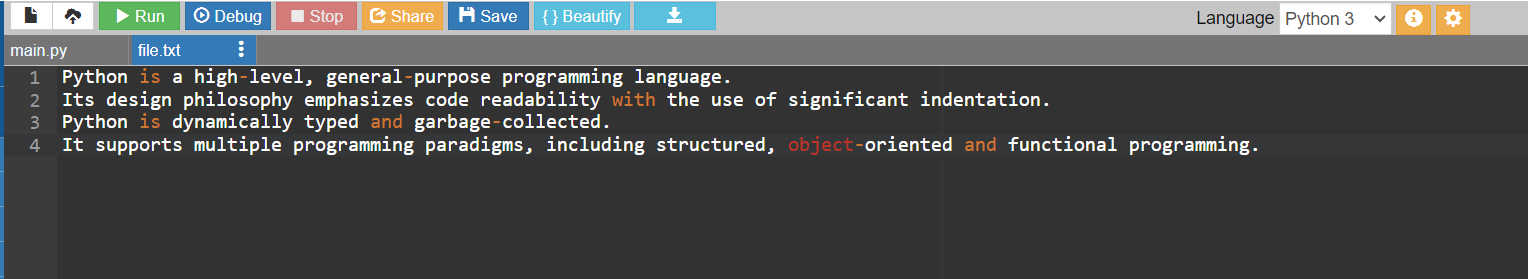 Run Debug Stop Share Save { } Beautify Language Python 3
main.py file.txt
1 Python is a high-level, general-purpose programming language.
2 Its design philosophy emphasizes code readability with the use of significant indentation.
3 Python is dynamically typed and garbage-collected.
4 It supports multiple programming paradigms, including structured, object-oriented and functional programming.